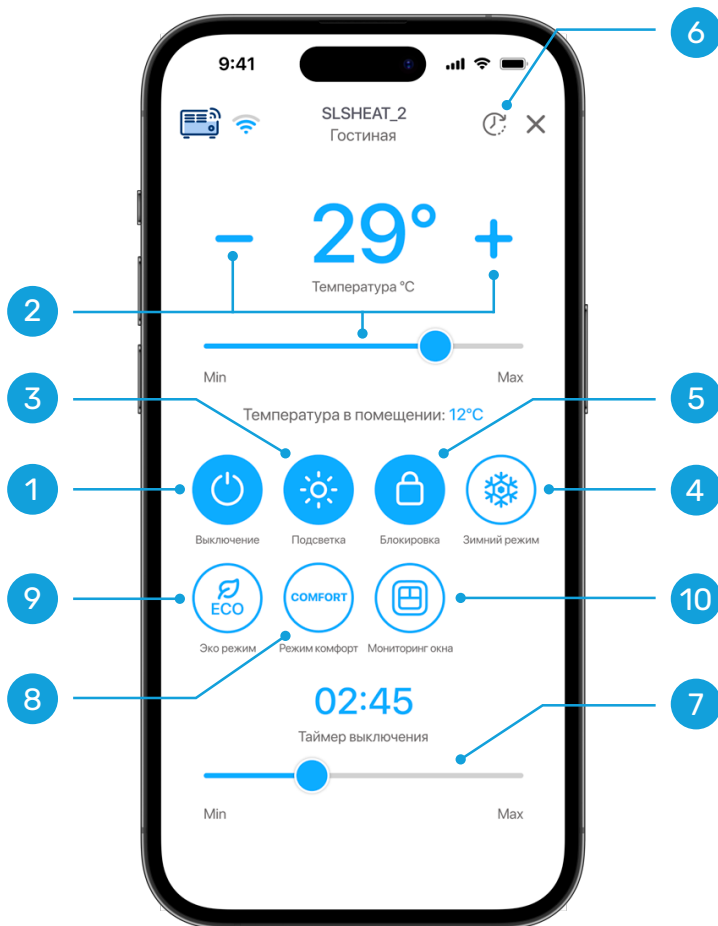 6
9:41
SLSHEAT_2
Гостиная
29°
Температура °C
2
Min Max
3
Температура в помещении: 12°C
5
1
4
Выключение Подсветка Блокировка Зимний режим
9
ECO
COMFORT
10
Эко режим Режим комфорт Мониторинг окна
8
02:45
7
Таймер выключения
Min Max